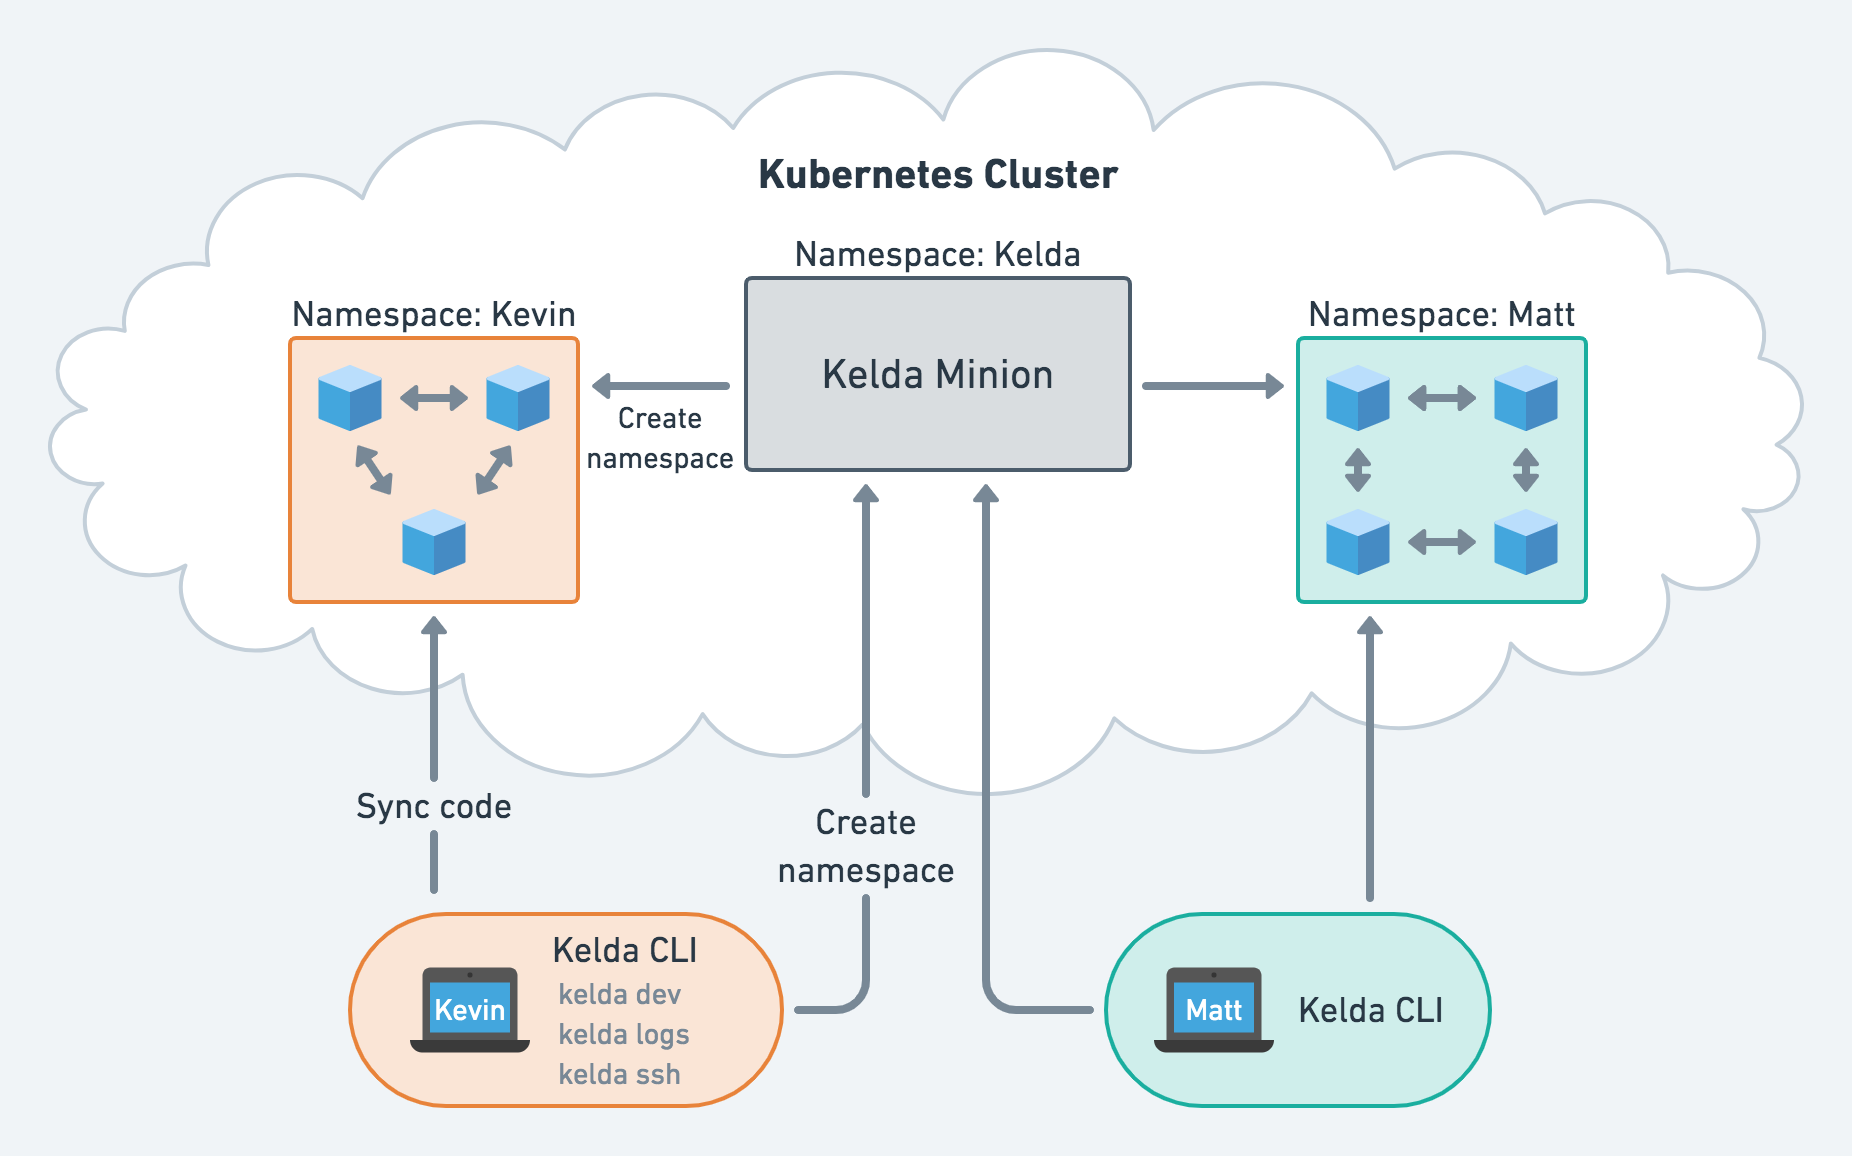 Kubernetes Cluster
Namespace: Kelda
Kelda Minion
Namespace: Kevin
Create
namespace
Namespace: Matt
Sync code
Create
namespace
Kevin
Kelda CLI
kelda dev
kelda logs
kelda ssh
Matt
Kelda CLI